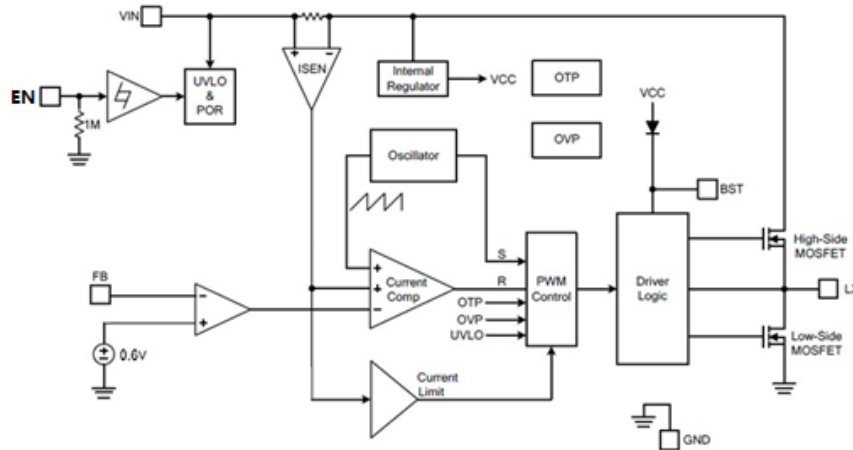 VIN
ISEN
EN
1M
UVLO
&
POR
Internal
Regulator
VCC
OTP
OVP
VCC
Oscillator
BST
High-Side
MOSFET
S
R
+
+
−
Current
Comp
PWM
Control
Driver
Logic
FB
OTP
OVP
UVLO
0.6V
Low-Side
MOSFET
Current
Limit
GND